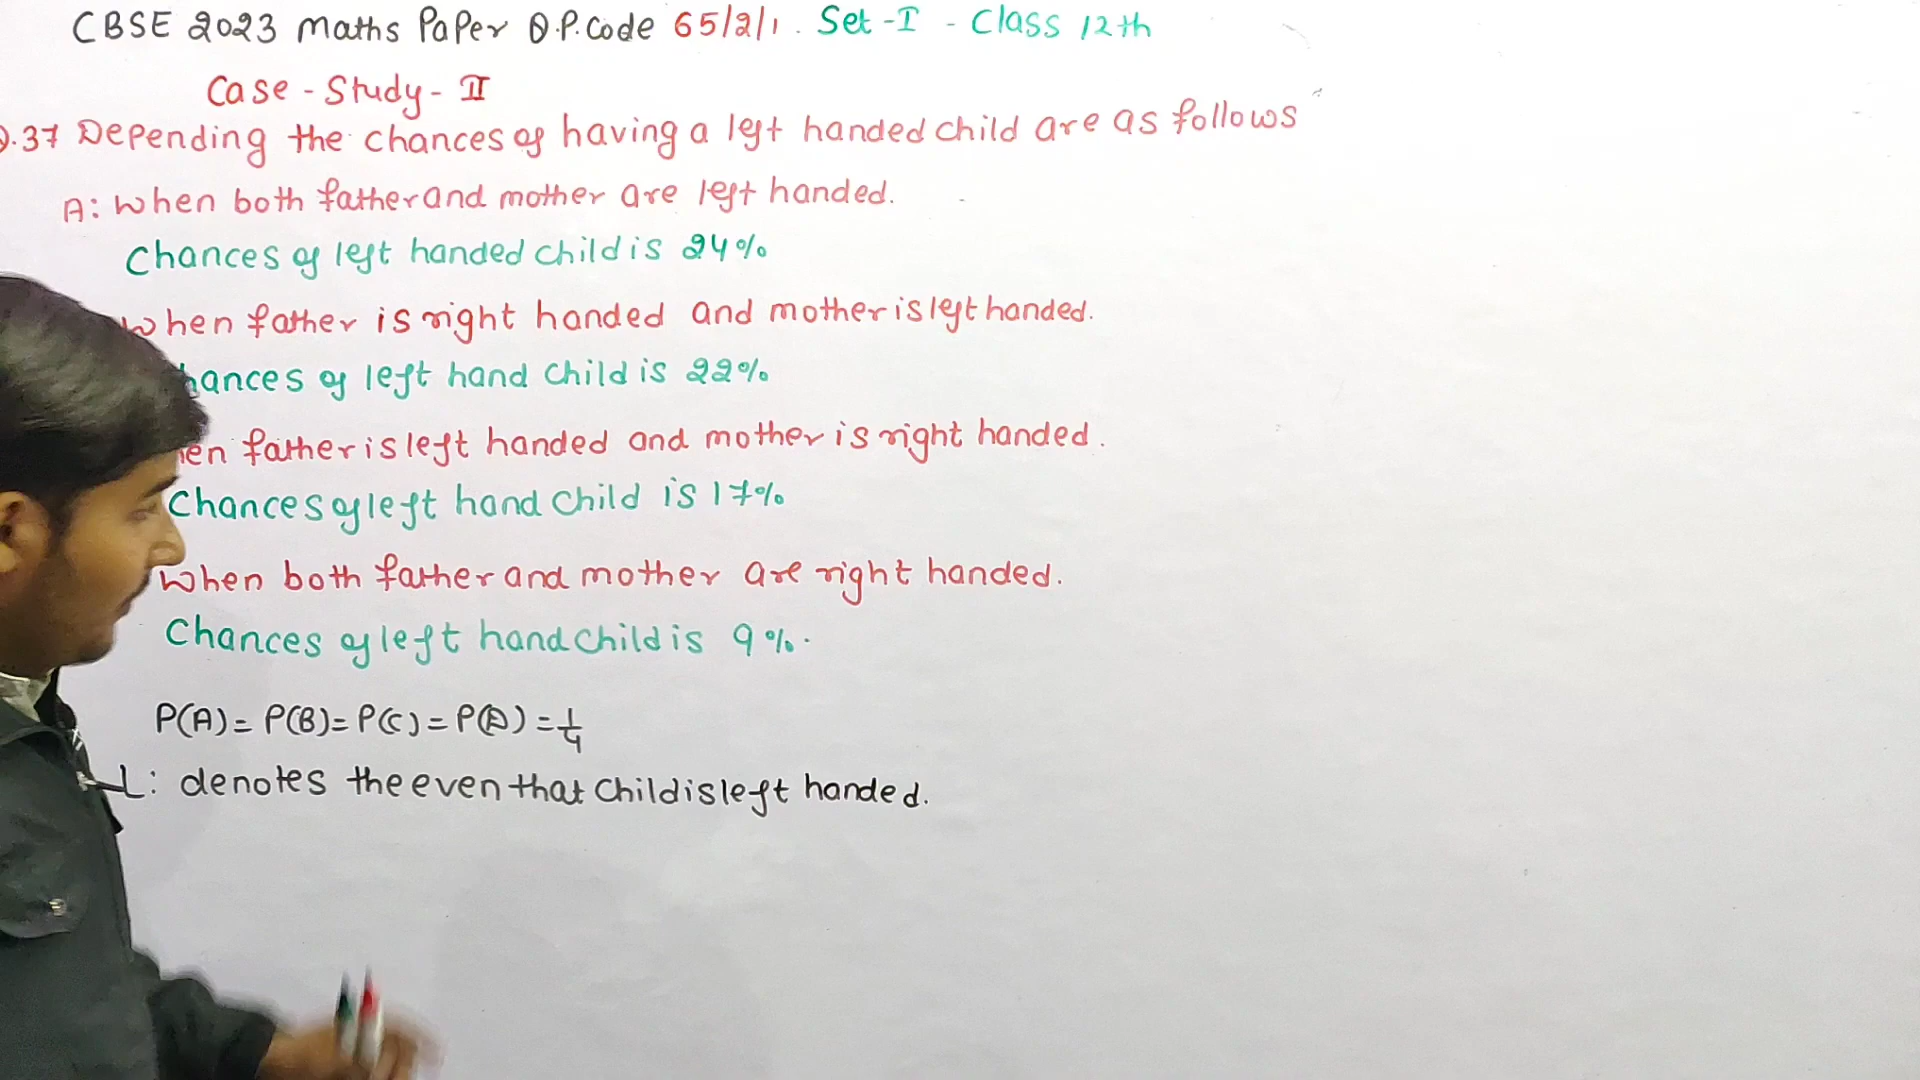 CBSE 2023 Maths Paper Q.P. Code 65/2/1. Set-I - Class 12th
Case-Study-II
Q.37 Depending the chances of having a left handed child are as follows
A: When both father and mother are left handed.
Chances of left handed child is 24%
When father is right handed and mother is left handed.
hances of left hand child is 22%
en father is left handed and mother is right handed.
Chances of left hand child is 17%
When both father and mother are right handed.
Chances of left hand child is 9%.
P(A) = P(B) = P(C) = P(D) = 1/4
L: denotes the even that child is left handed.